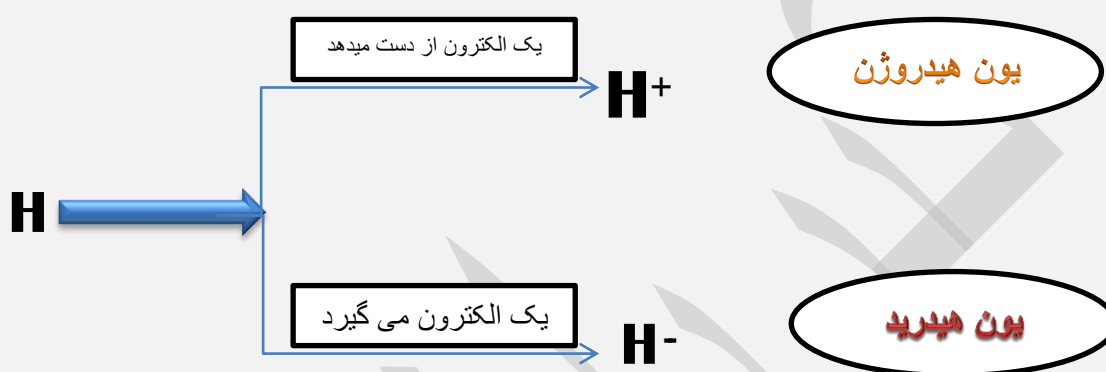 یک الکترون از دست میدهد
H+
یون هیدروژن
H
یک الکترون می گیرد
H-
یون هیدرید